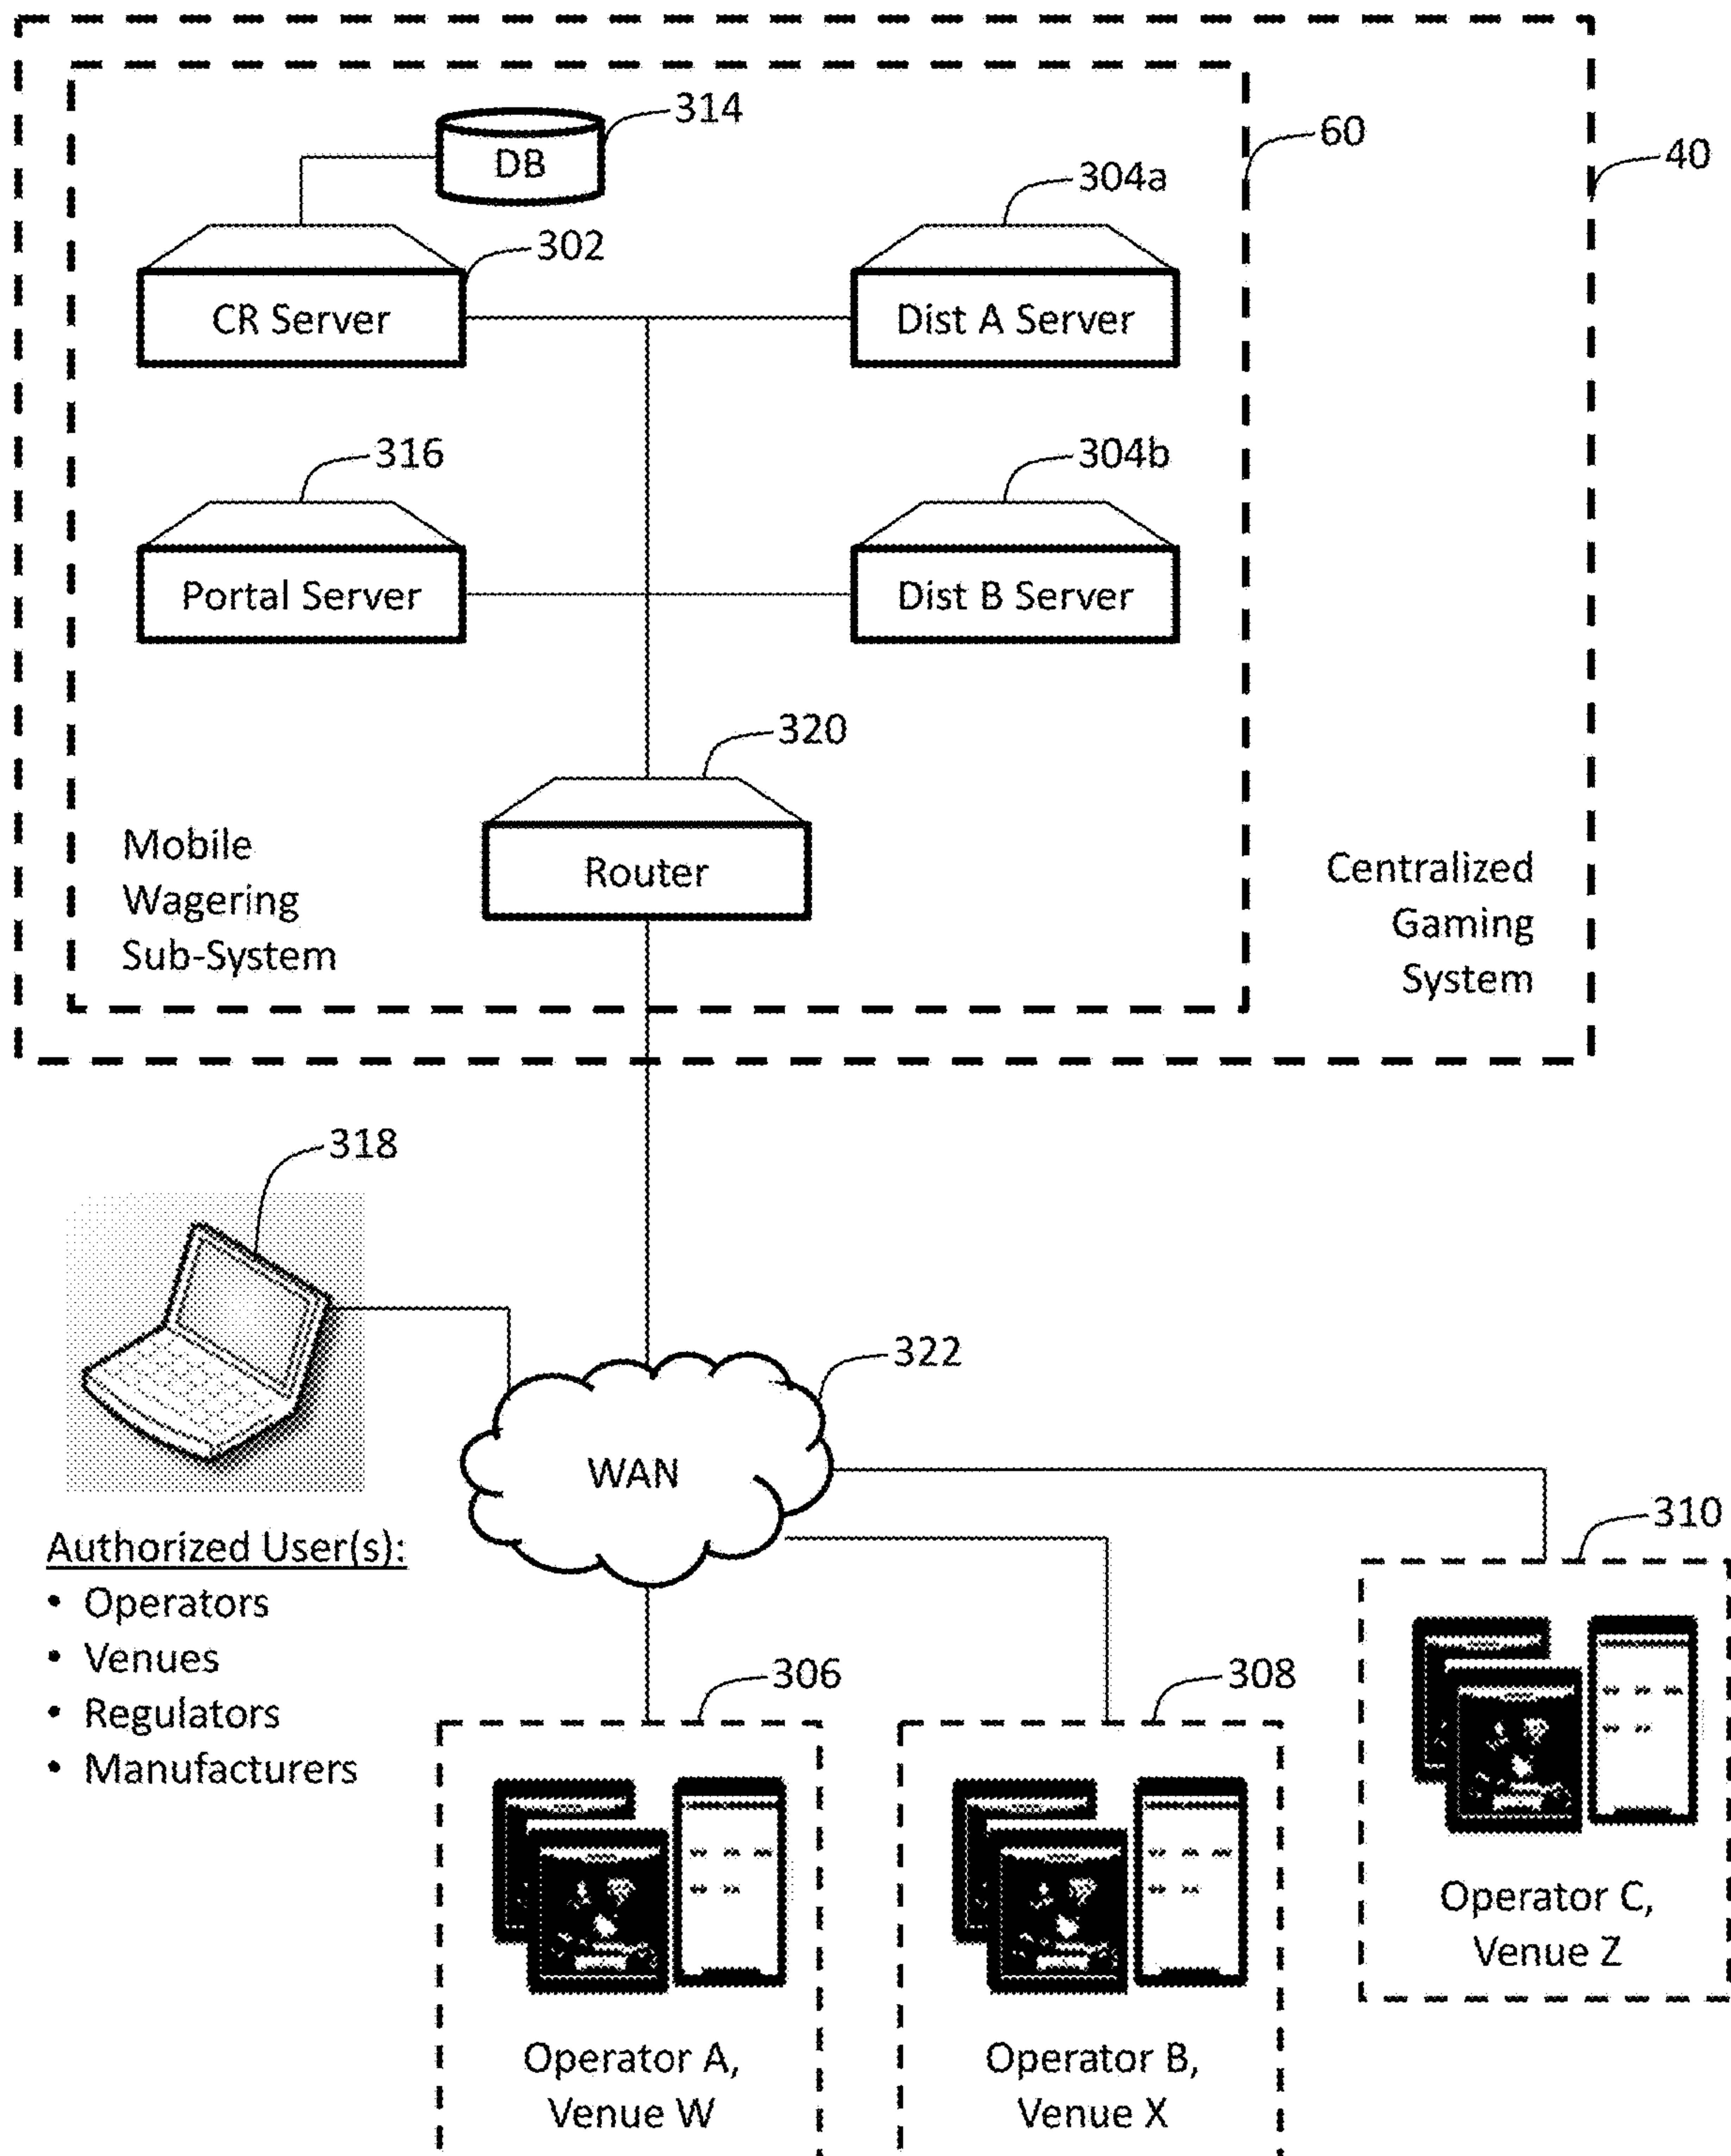 314
DB
60
40
304a
302
CR Server
Dist A Server
316
304b
Portal Server
Dist B Server
320
Mobile
Wagering
Sub-System
Router
Centralized
Gaming
System
318
322
WAN
310
Authorized User(s):
• Operators
• Venues
• Regulators
• Manufacturers
306
308
Operator C,
Venue Z
Operator A,
Venue W
Operator B,
Venue X